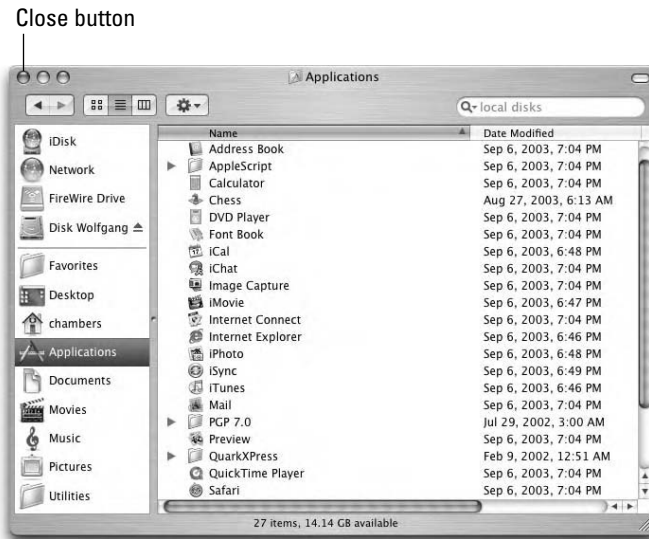 Close button
Applications
local disks
iDisk
Network
FireWire Drive
Disk Wolfgang
Favorites
Desktop
chambers
Applications
Documents
Movies
Music
Pictures
Utilities
Name Date Modified
Address Book Sep 6, 2003, 7:04 PM
AppleScript Sep 6, 2003, 7:04 PM
Calculator Sep 6, 2003, 7:04 PM
Chess Aug 27, 2003, 6:13 AM
DVD Player Sep 6, 2003, 7:04 PM
Font Book Sep 6, 2003, 7:04 PM
iCal Sep 6, 2003, 6:48 PM
iChat Sep 6, 2003, 7:04 PM
Image Capture Sep 6, 2003, 7:04 PM
iMovie Sep 6, 2003, 6:47 PM
Internet Connect Sep 6, 2003, 7:04 PM
Internet Explorer Sep 6, 2003, 6:46 PM
iPhoto Sep 6, 2003, 6:48 PM
iSync Sep 6, 2003, 6:49 PM
iTunes Sep 6, 2003, 6:46 PM
Mail Sep 6, 2003, 7:04 PM
PGP 7.0 Jul 29, 2002, 3:00 AM
Preview Sep 6, 2003, 7:04 PM
QuarkXPress Feb 9, 2002, 12:51 AM
QuickTime Player Sep 6, 2003, 7:04 PM
Safari Sep 6, 2003, 7:04 PM
27 items, 14.14 GB available